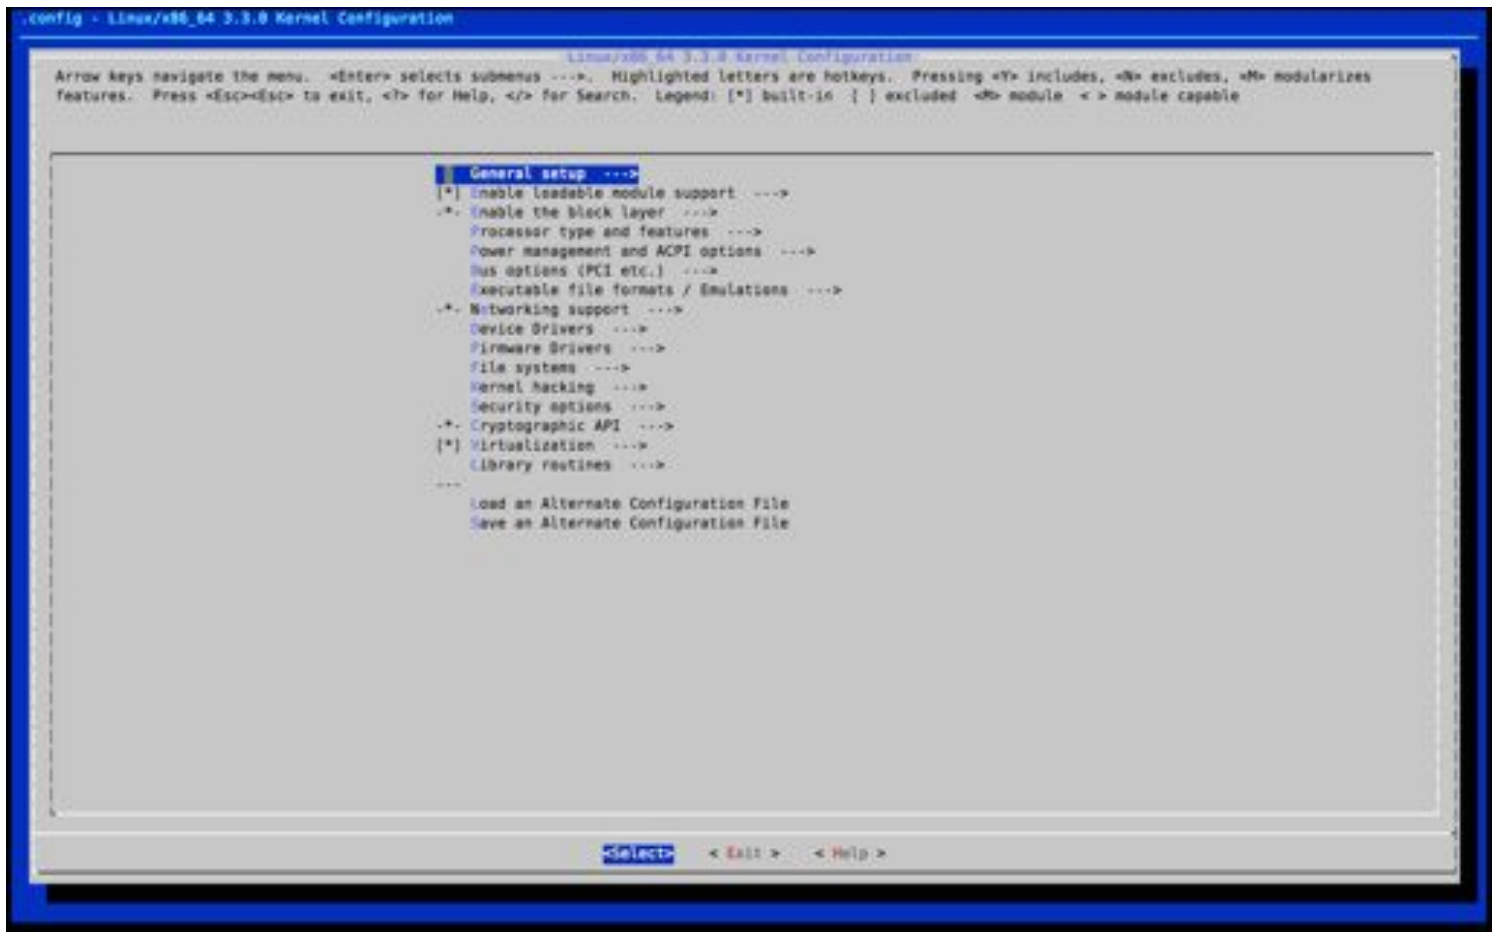 .config - Linux/x86_64 3.3.0 Kernel Configuration
Linux/x86_64 3.3.0 Kernel Configuration
Arrow keys navigate the menu.  <Enter> selects submenus --->.  Highlighted letters are hotkeys.  Pressing <Y> includes, <N> excludes, <M> modularizes
features.  Press <Esc><Esc> to exit, <?> for Help, </> for Search.  Legend: [*] built-in  [ ] excluded  <M> module  < > module capable
General setup  --->
[*] Enable loadable module support  --->
-*- Enable the block layer  --->
Processor type and features  --->
Power management and ACPI options  --->
Bus options (PCI etc.)  --->
Executable file formats / Emulations  --->
-*- Networking support  --->
Device Drivers  --->
Firmware Drivers  --->
File systems  --->
Kernel hacking  --->
Security options  --->
-*- Cryptographic API  --->
[*] Virtualization  --->
Library routines  --->
---
Load an Alternate Configuration File
Save an Alternate Configuration File
<Select>    < Exit >    < Help >